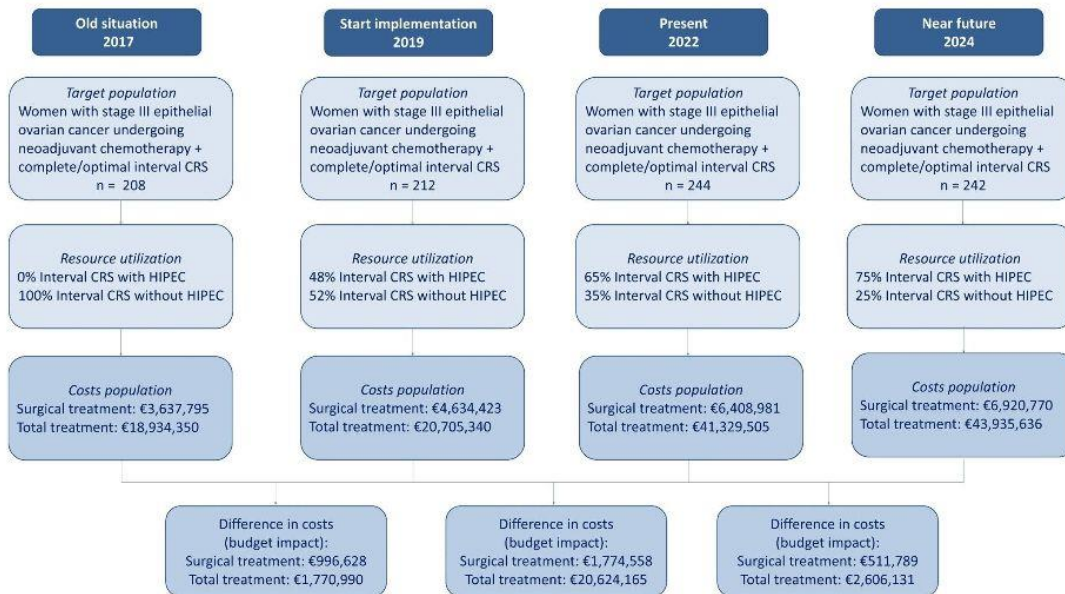 Old situation
2017
Start implementation
2019
Present
2022
Near future
2024
Target population
Women with stage III epithelial
ovarian cancer undergoing
neoadjuvant chemotherapy +
complete/optimal interval CRS
n = 208
Target population
Women with stage III epithelial
ovarian cancer undergoing
neoadjuvant chemotherapy +
complete/optimal interval CRS
n = 212
Target population
Women with stage III epithelial
ovarian cancer undergoing
neoadjuvant chemotherapy +
complete/optimal interval CRS
n = 244
Target population
Women with stage III epithelial
ovarian cancer undergoing
neoadjuvant chemotherapy +
complete/optimal interval CRS
n = 242
Resource utilization
0% Interval CRS with HIPEC
100% Interval CRS without HIPEC
Resource utilization
48% Interval CRS with HIPEC
52% Interval CRS without HIPEC
Resource utilization
65% Interval CRS with HIPEC
35% Interval CRS without HIPEC
Resource utilization
75% Interval CRS with HIPEC
25% Interval CRS without HIPEC
Costs population
Surgical treatment: €3,637,795
Total treatment: €18,934,350
Costs population
Surgical treatment: €4,634,423
Total treatment: €20,705,340
Costs population
Surgical treatment: €6,408,981
Total treatment: €41,329,505
Costs population
Surgical treatment: €6,920,770
Total treatment: €43,935,636
Difference in costs
(budget impact):
Surgical treatment: €996,628
Total treatment: €1,770,990
Difference in costs
(budget impact):
Surgical treatment: €1,774,558
Total treatment: €20,624,165
Difference in costs
(budget impact):
Surgical treatment: €511,789
Total treatment: €2,606,131